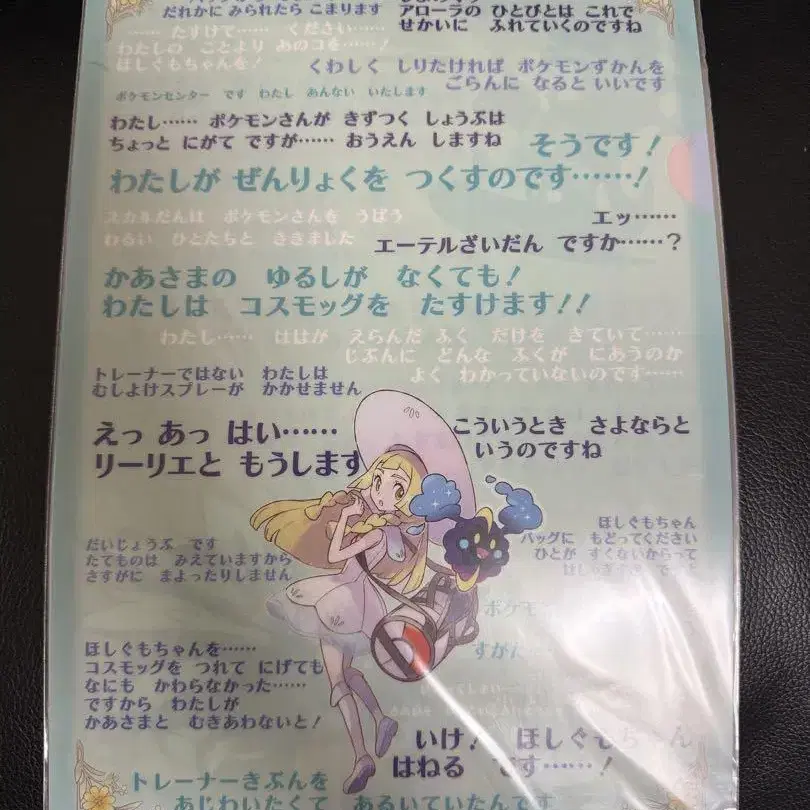 だれかに みられたら こまります
アローラの ひとびとは これで
せかいに ふれていくのですね
…… たすけて…… ください……
わたしの ことより あのコを……!
ほしぐもちゃんを!
くわしく しりたければ ポケモンずかんを
ごらんに なると いいです
ポケモンセンター です わたし あんない いたします
わたし…… ポケモンさんが きずつく しょうぶは
ちょっと にがて ですが…… おうえん しますね
そうです!
わたしが ぜんりょくを つくすのです……!
スカルだんは ポケモンさんを うばう
わるい ひとたちと ききました
エッ……
エーテルざいだん ですか……?
かあさまの ゆるしが なくても!
わたしは コスモッグを たすけます!!
わたし…… ははが えらんだ ふく だけを きていて……
じぶんに どんな ふくが にあうのか
よく わかっていないのです……
トレーナーではない わたしは
むしよけスプレーが かかせません
えっ あっ はい……
リーリエと もうします
こういうとき さよならと
いうのですね
ほしぐもちゃん
バッグに もどってください
ひとが すくないからって
だいじょうぶ です
たてものは みえていますから
さすがに まよったりしません
ポケモ
すがた
ほしぐもちゃんを……
コスモッグを つれて にげても
なにも かわらなかった……
ですから わたしが
かあさまと むきあわないと!
いけ! ほしぐもちゃん
はねる です……!
トレーナーきぶんを
あじわいたくて あるいていたんです